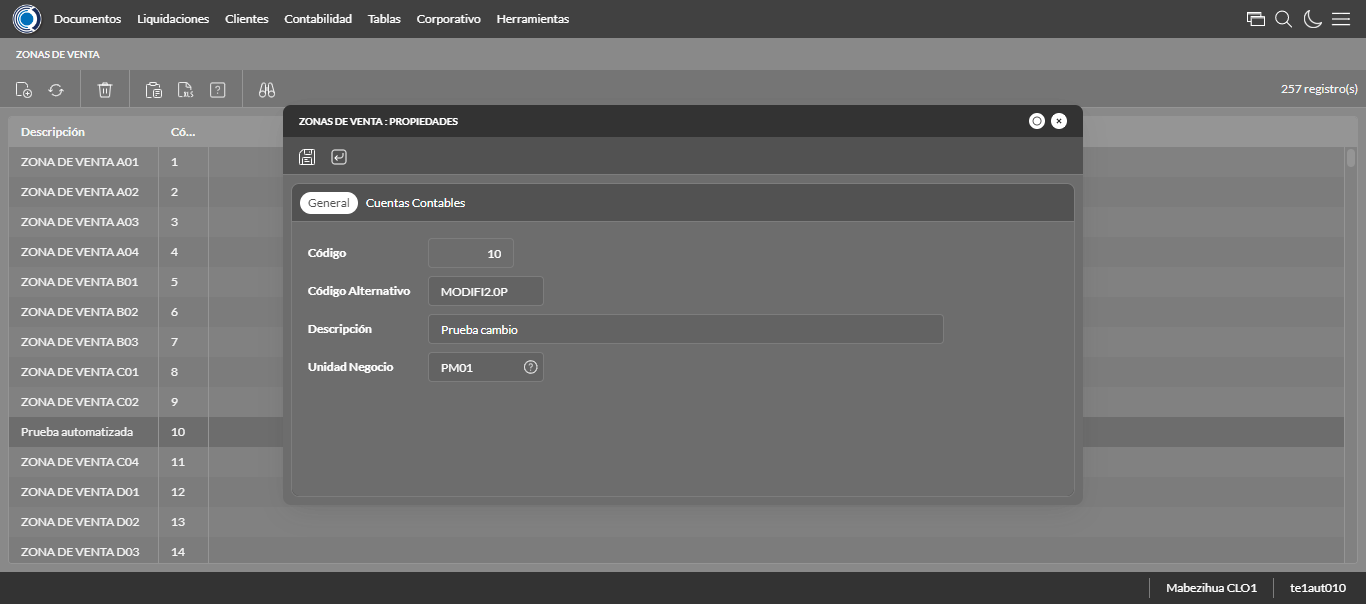 Documentos Liquidaciones Clientes Contabilidad Tablas Corporativo Herramientas
ZONAS DE VENTA
XLS ? 257 registro(s)
Descripción Có...
ZONA DE VENTA A01 1
ZONA DE VENTA A02 2
ZONA DE VENTA A03 3
ZONA DE VENTA A04 4
ZONA DE VENTA B01 5
ZONA DE VENTA B02 6
ZONA DE VENTA B03 7
ZONA DE VENTA C01 8
ZONA DE VENTA C02 9
Prueba automatizada 10
ZONA DE VENTA C04 11
ZONA DE VENTA D01 12
ZONA DE VENTA D02 13
ZONA DE VENTA D03 14
ZONAS DE VENTA : PROPIEDADES
General Cuentas Contables
Código 10
Código Alternativo MODIFI2.0P
Descripción Prueba cambio
Unidad Negocio PM01 ?
Mabezihua CLO1 te1aut010